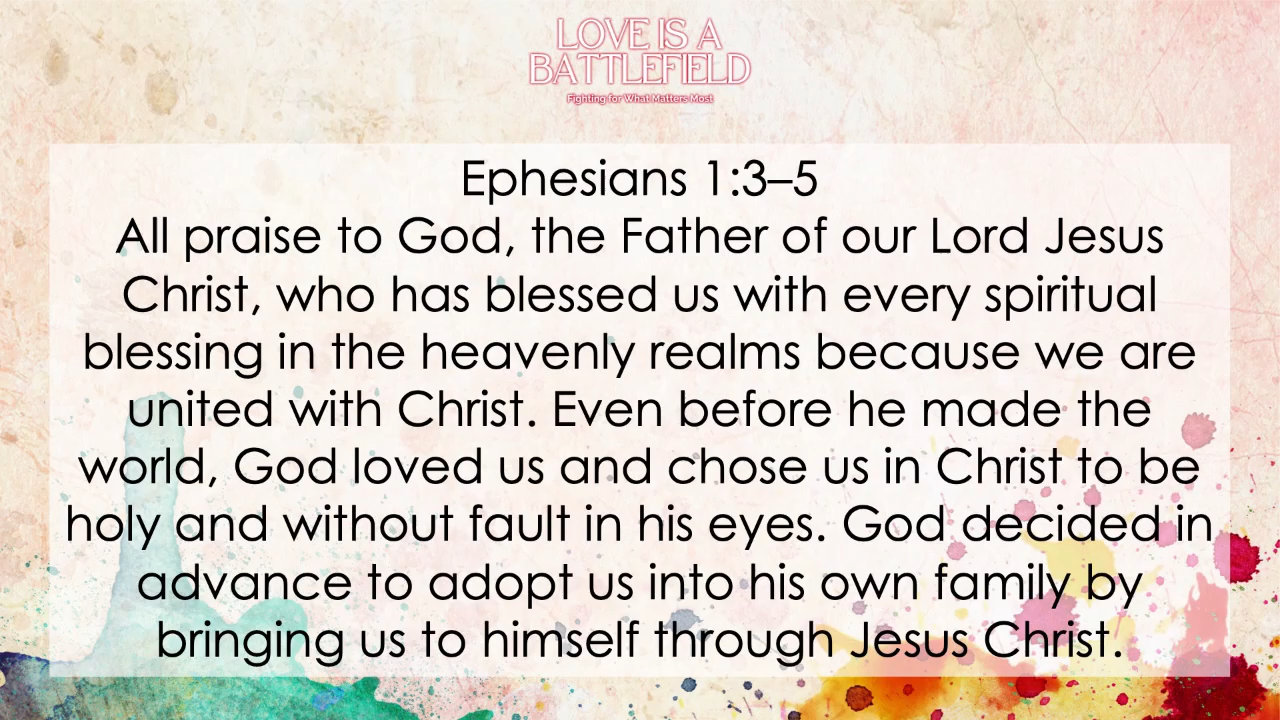 LOVE IS A
BATTLEFIELD
Fighting for What Matters Most
Ephesians 1:3–5
All praise to God, the Father of our Lord Jesus
Christ, who has blessed us with every spiritual
blessing in the heavenly realms because we are
united with Christ. Even before he made the
world, God loved us and chose us in Christ to be
holy and without fault in his eyes. God decided in
advance to adopt us into his own family by
bringing us to himself through Jesus Christ.